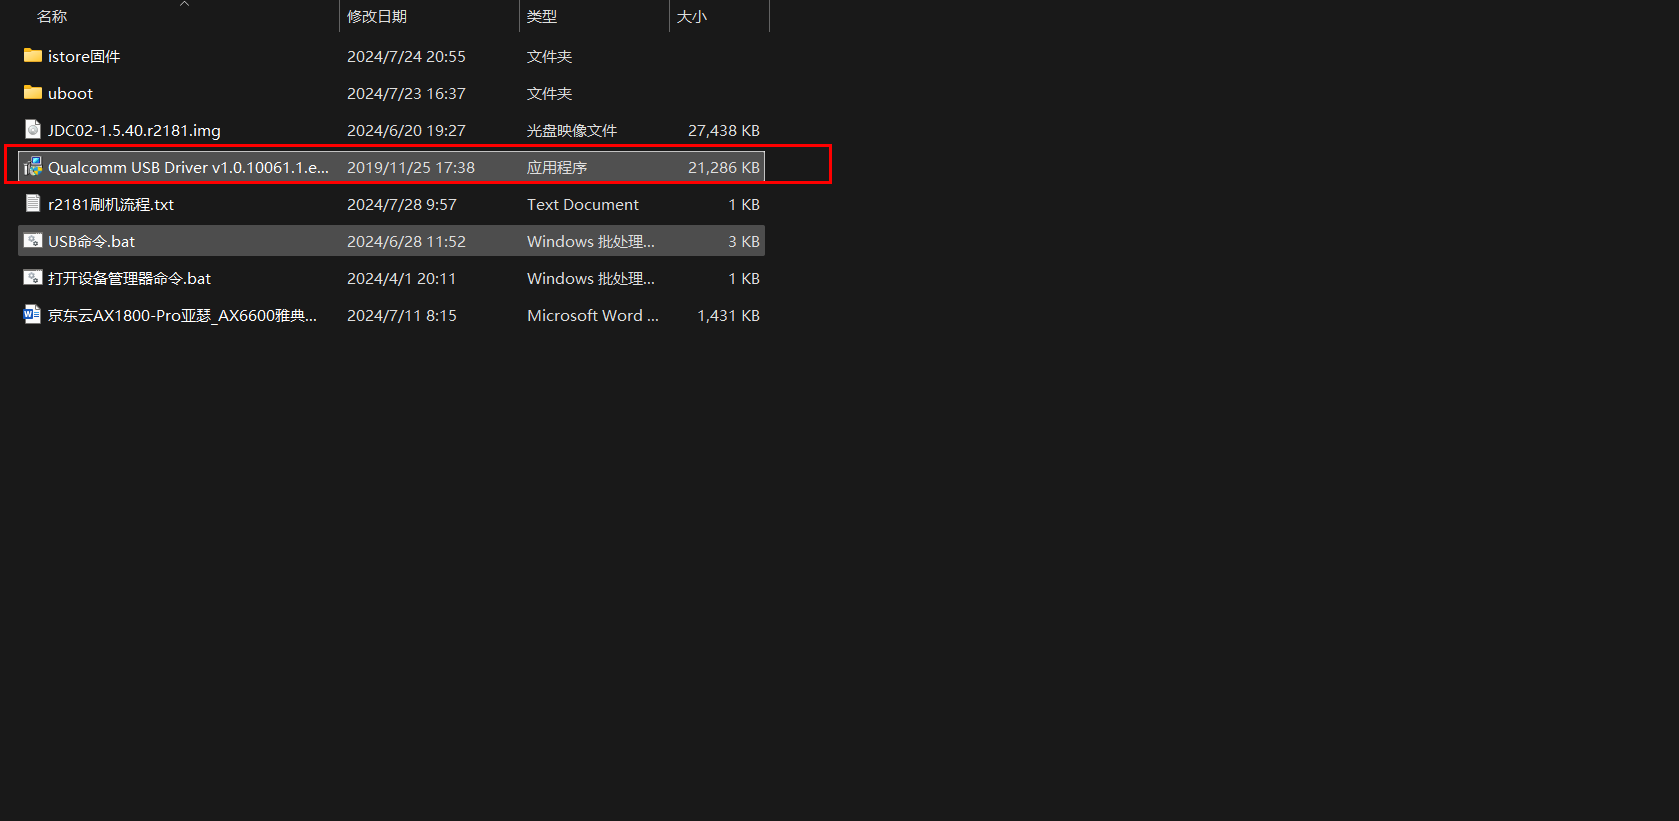 名称 修改日期 类型 大小
istore固件 2024/7/24 20:55 文件夹
uboot 2024/7/23 16:37 文件夹
JDC02-1.5.40.r2181.img 2024/6/20 19:27 光盘映像文件 27,438 KB
Qualcomm USB Driver v1.0.10061.1.e... 2019/11/25 17:38 应用程序 21,286 KB
r2181刷机流程.txt 2024/7/28 9:57 Text Document 1 KB
USB命令.bat 2024/6/28 11:52 Windows 批处理... 3 KB
打开设备管理器命令.bat 2024/4/1 20:11 Windows 批处理... 1 KB
京东云AX1800-Pro亚瑟_AX6600雅典... 2024/7/11 8:15 Microsoft Word ... 1,431 KB